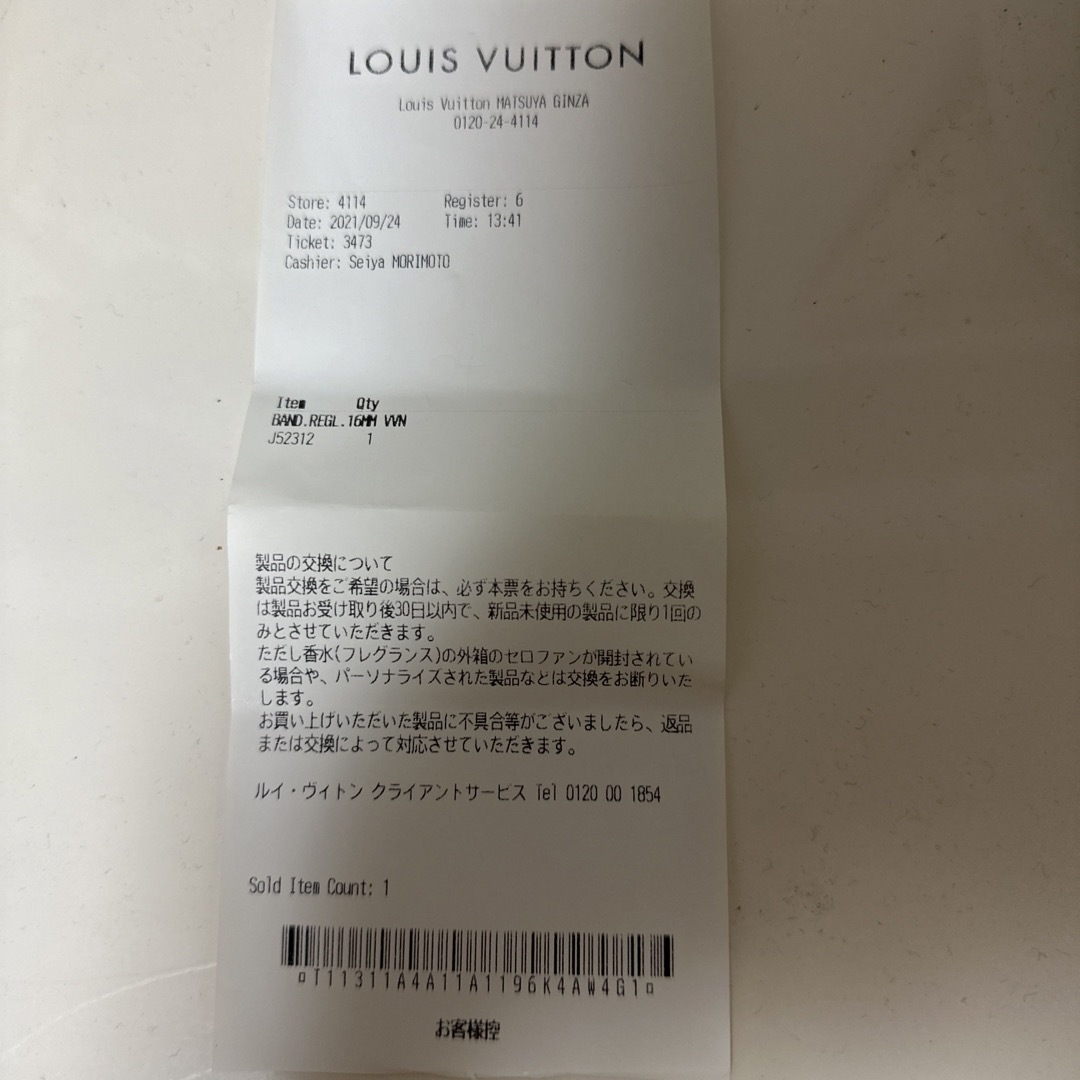 LOUIS VUITTON
Louis Vuitton MATSUYA GINZA
0120-24-4114
Store: 4114 Register: 6
Date: 2021/09/24 Time: 13:41
Ticket: 3473
Cashier: Seiya MORIMOTO
Item Qty
BAND.REGL.16MM VVN
J52312 1
製品の交換について
製品交換をご希望の場合は、必ず本票をお持ちください。交換
は製品お受け取り後30日以内で、新品未使用の製品に限り1回の
みとさせていただきます。
ただし香水(フレグランス)の外箱のセロファンが開封されてい
る場合や、パーソナライズされた製品などは交換をお断りいた
します。
お買い上げいただいた製品に不具合等がございましたら、返品
または交換によって対応させていただきます。
ルイ・ヴィトン クライアントサービス Tel 0120 00 1854
Sold Item Count: 1
¤T11311A4A11A1196K4AW4G1¤
お客様控